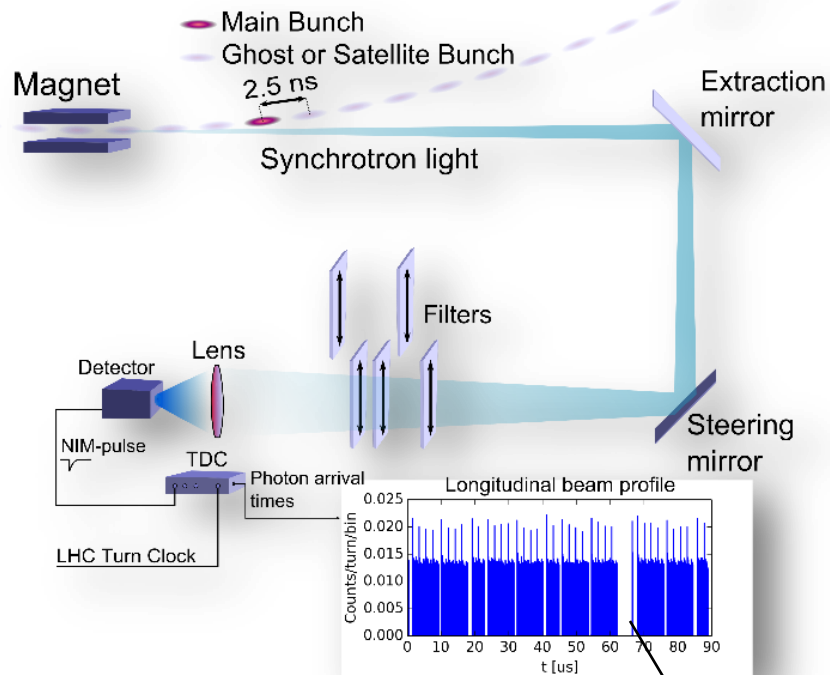 Main Bunch
Ghost or Satellite Bunch
2.5 ns
Magnet
Extraction
mirror
Synchrotron light
Filters
Lens
Detector
Steering
mirror
NIM-pulse
TDC
Photon arrival
times
LHC Turn Clock
Longitudinal beam profile
Counts/turn/bin
0.025
0.020
0.015
0.010
0.005
0.000
0 10 20 30 40 50 60 70 80 90
t [us]